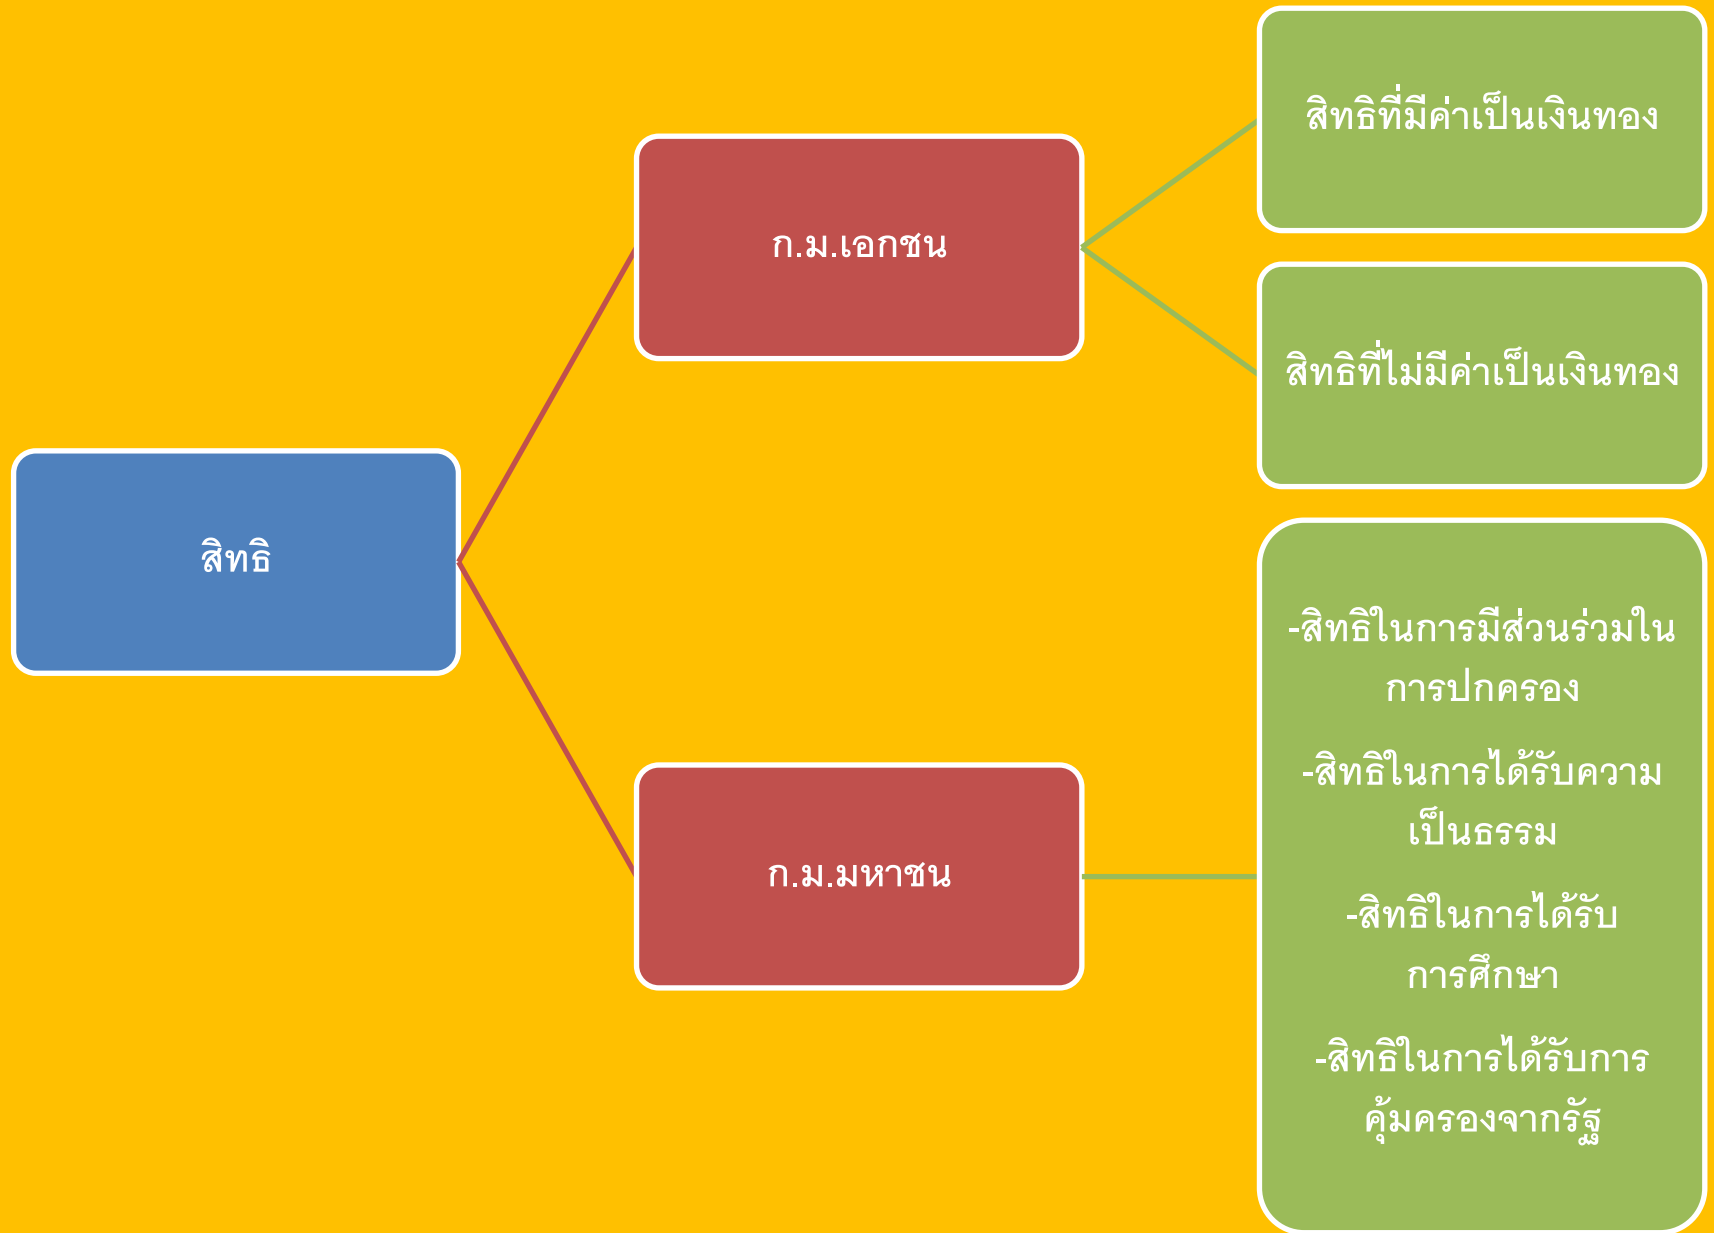 สิทธิ
ก.ม.เอกชน
สิทธิที่มีค่าเป็นเงินทอง
สิทธิที่ไม่มีค่าเป็นเงินทอง
ก.ม.มหาชน
-สิทธิในการมีส่วนร่วมใน
การปกครอง
-สิทธิในการได้รับความ
เป็นธรรม
-สิทธิในการได้รับ
การศึกษา
-สิทธิในการได้รับการ
คุ้มครองจากรัฐ